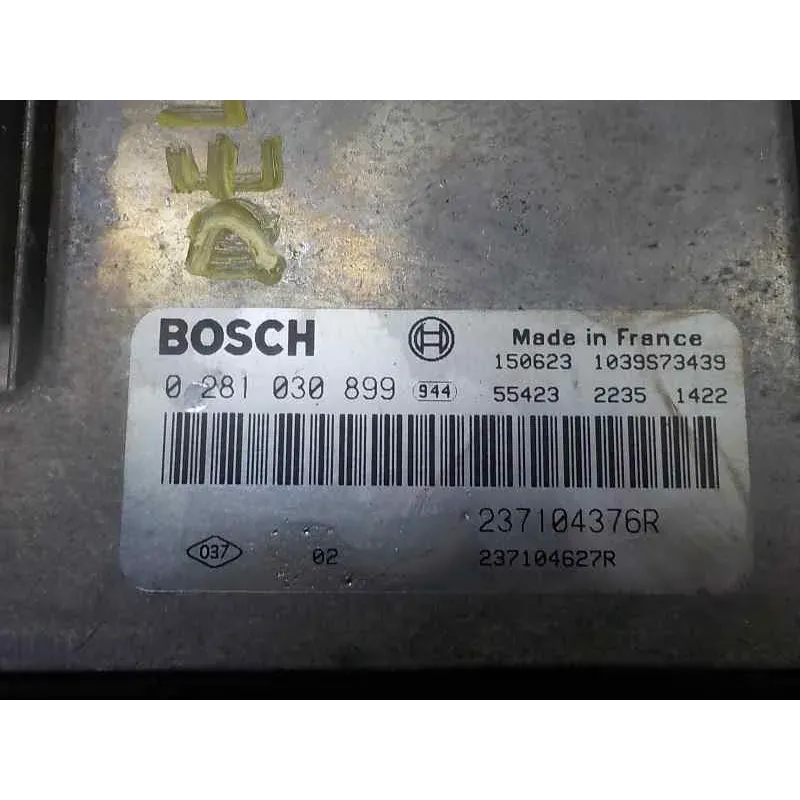 BOSCH Made in France
150623 1039S73439
0 281 030 899 944 55423 2235 1422
237104376R
037 02 237104627R